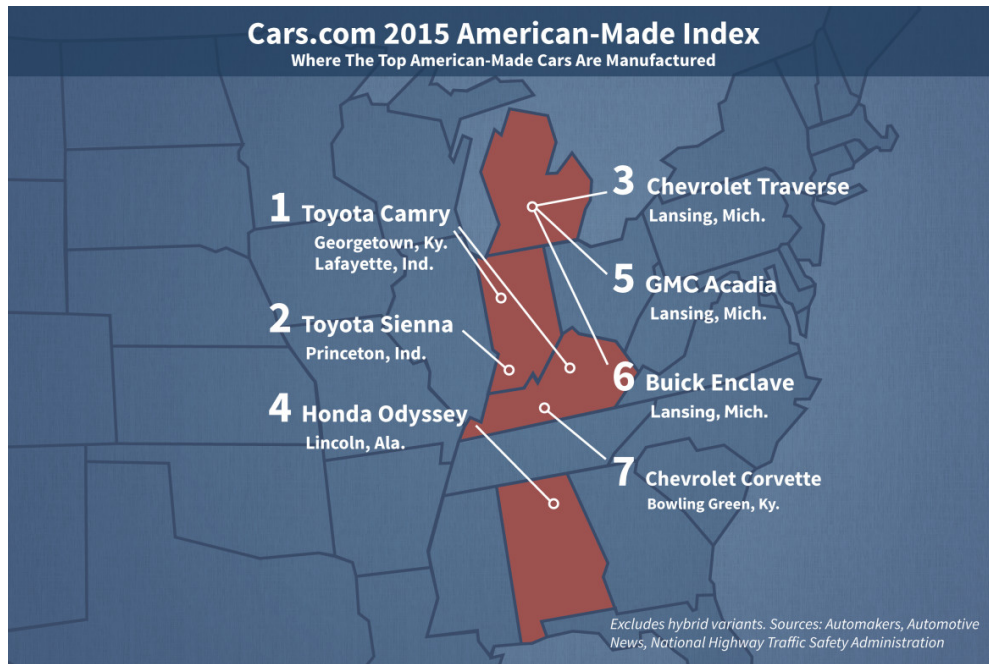 Cars.com 2015 American-Made Index
Where The Top American-Made Cars Are Manufactured
1 Toyota Camry
Georgetown, Ky.
Lafayette, Ind.
2 Toyota Sienna
Princeton, Ind.
4 Honda Odyssey
Lincoln, Ala.
3 Chevrolet Traverse
Lansing, Mich.
5 GMC Acadia
Lansing, Mich.
6 Buick Enclave
Lansing, Mich.
7 Chevrolet Corvette
Bowling Green, Ky.
Excludes hybrid variants. Sources: Automakers, Automotive
News, National Highway Traffic Safety Administration